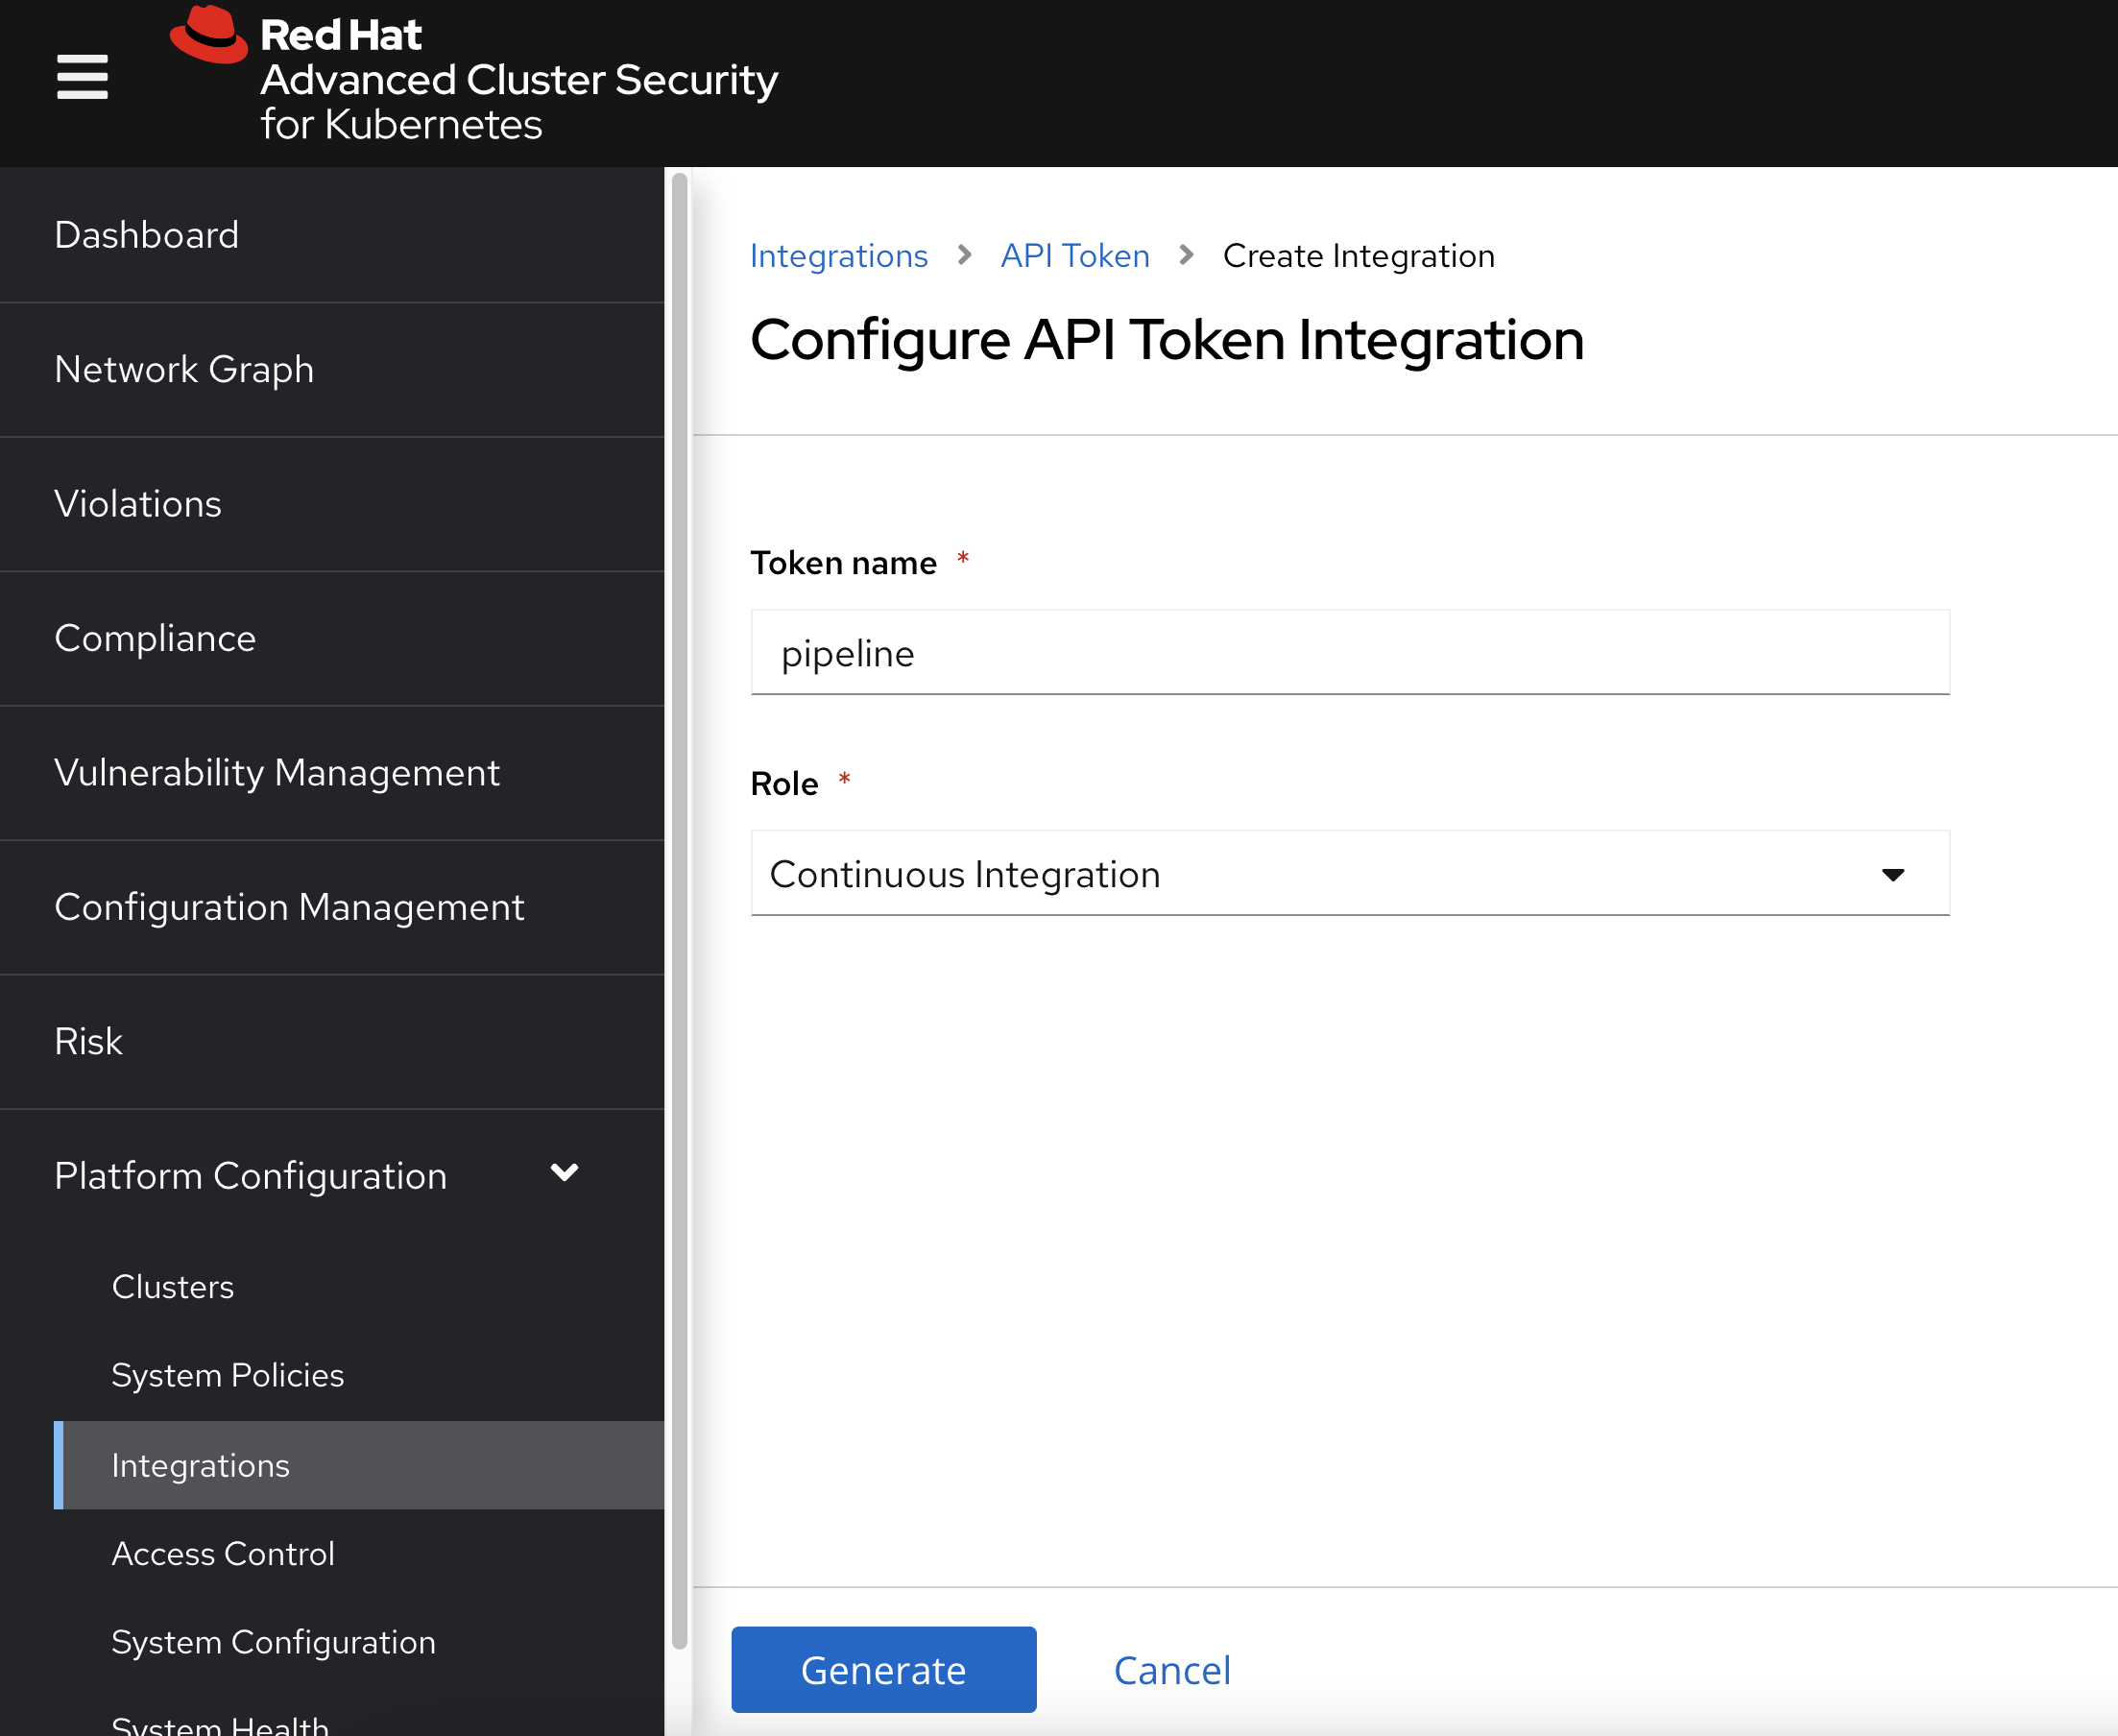 Red Hat
Advanced Cluster Security
for Kubernetes
Dashboard
Network Graph
Violations
Compliance
Vulnerability Management
Configuration Management
Risk
Platform Configuration
Clusters
System Policies
Integrations
Access Control
System Configuration
System Health
Integrations > API Token > Create Integration
Configure API Token Integration
Token name *
pipeline
Role *
Continuous Integration
Generate Cancel